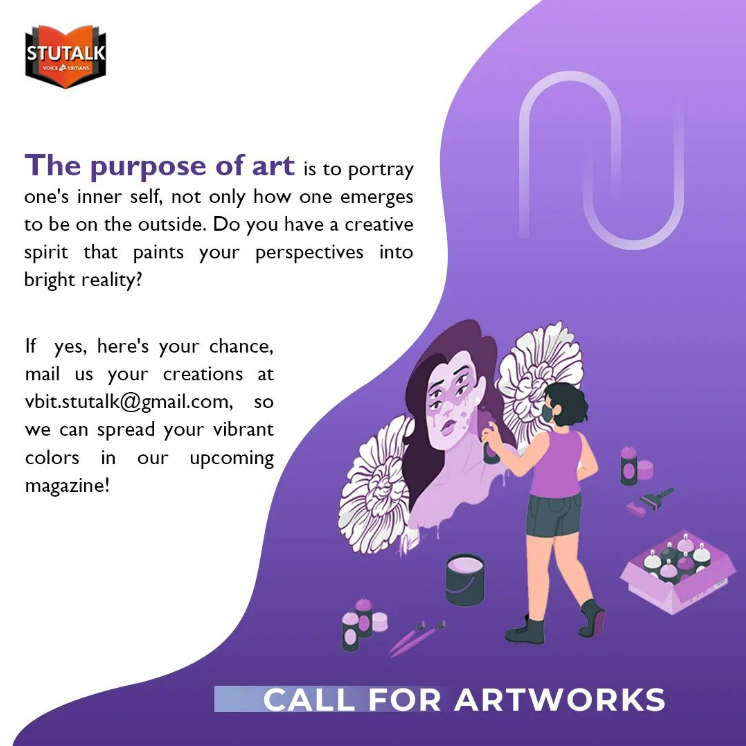 STUTALK
VOICE OF VBITIANS
The purpose of art is to portray
one's inner self, not only how one emerges
to be on the outside. Do you have a creative
spirit that paints your perspectives into
bright reality?
If yes, here's your chance,
mail us your creations at
vbit.stutalk@gmail.com, so
we can spread your vibrant
colors in our upcoming
magazine!
CALL FOR ARTWORKS